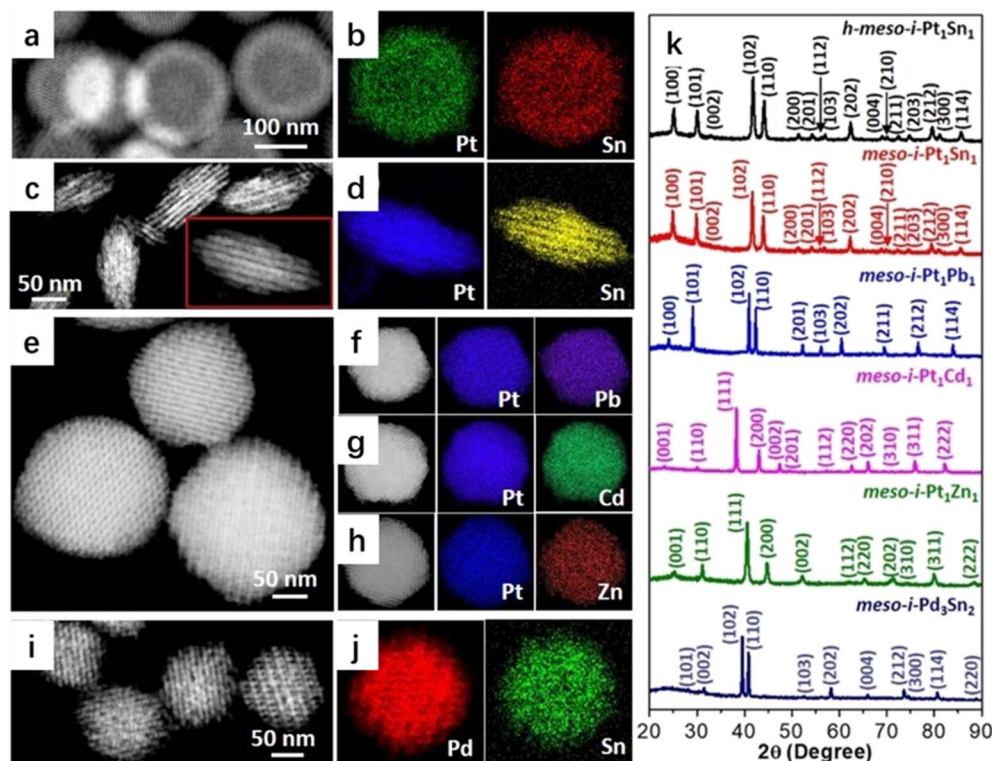 a
100 nm
b
Pt
Sn
c
50 nm
d
Pt
Sn
e
50 nm
f
Pt
Pb
g
Pt
Cd
h
Pt
Zn
i
50 nm
j
Pd
Sn
k
h-meso-i-Pt₁Sn₁
(100)
(101)
(002)
(102)
(110)
(200)
(201)
(112)
(103)
(202)
(004)
(210)
(211)
(203)
(212)
(300)
(114)
meso-i-Pt₁Sn₁
(100)
(101)
(002)
(102)
(110)
(200)
(201)
(112)
(103)
(202)
(004)
(210)
(211)
(203)
(212)
(300)
(114)
meso-i-Pt₁Pb₁
(100)
(101)
(102)
(110)
(201)
(103)
(202)
(211)
(212)
(114)
meso-i-Pt₁Cd₁
(001)
(110)
(111)
(200)
(002)
(201)
(112)
(220)
(202)
(310)
(311)
(222)
meso-i-Pt₁Zn₁
(001)
(110)
(111)
(200)
(002)
(112)
(220)
(202)
(310)
(311)
(222)
meso-i-Pd₃Sn₂
(101)
(002)
(102)
(110)
(103)
(202)
(004)
(212)
(300)
(114)
(220)
20 30 40 50 60 70 80 90
2θ (Degree)